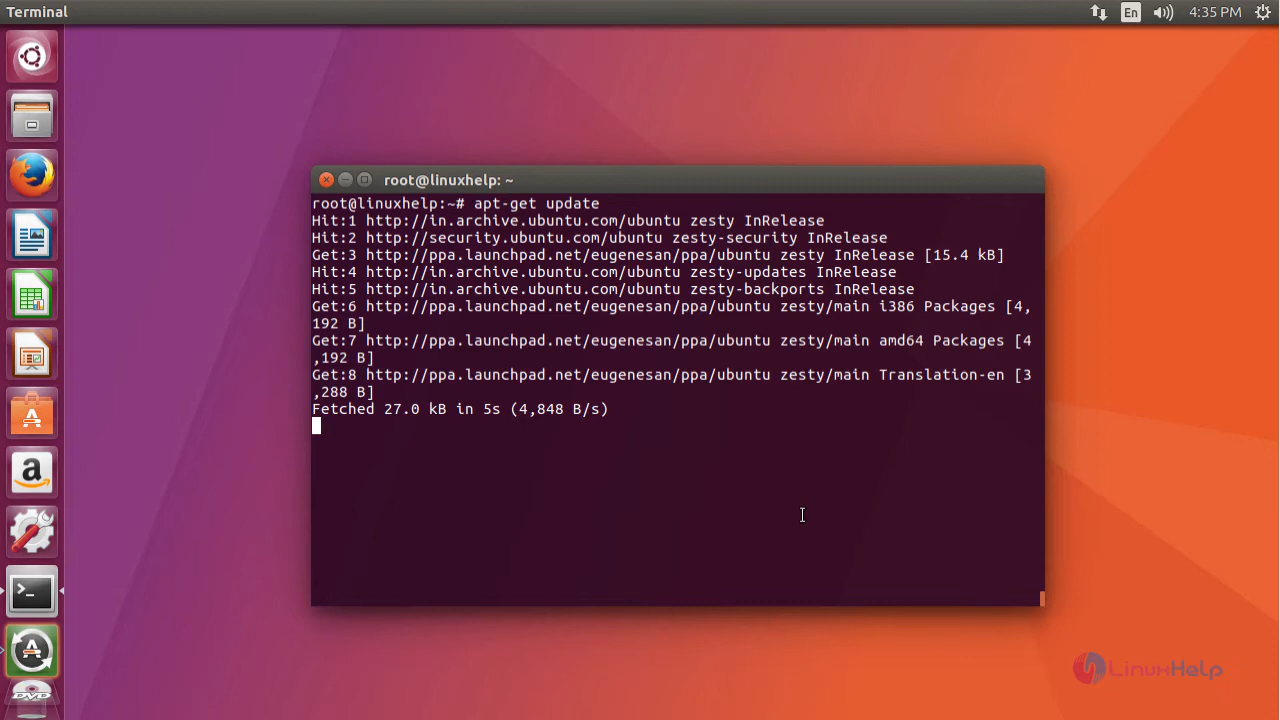 Terminal
En
4:35 PM
root@linuxhelp: ~
root@linuxhelp:~# apt-get update
Hit:1 http://in.archive.ubuntu.com/ubuntu zesty InRelease
Hit:2 http://security.ubuntu.com/ubuntu zesty-security InRelease
Get:3 http://ppa.launchpad.net/eugenesan/ppa/ubuntu zesty InRelease [15.4 kB]
Hit:4 http://in.archive.ubuntu.com/ubuntu zesty-updates InRelease
Hit:5 http://in.archive.ubuntu.com/ubuntu zesty-backports InRelease
Get:6 http://ppa.launchpad.net/eugenesan/ppa/ubuntu zesty/main i386 Packages [4,
192 B]
Get:7 http://ppa.launchpad.net/eugenesan/ppa/ubuntu zesty/main amd64 Packages [4
,192 B]
Get:8 http://ppa.launchpad.net/eugenesan/ppa/ubuntu zesty/main Translation-en [3
,288 B]
Fetched 27.0 kB in 5s (4,848 B/s)
a
>_
DVD
LinuxHelp